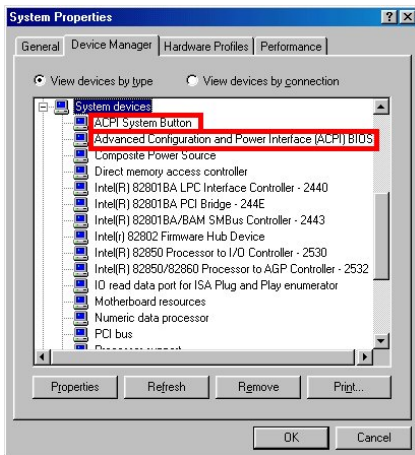 System Properties
General Device Manager Hardware Profiles Performance
View devices by type View devices by connection
System devices
ACPI System Button
Advanced Configuration and Power Interface (ACPI) BIOS
Composite Power Source
Direct memory access controller
Intel(R) 82801BA LPC Interface Controller - 2440
Intel(R) 82801BA PCI Bridge - 244E
Intel(R) 82801BA/BAM SMBus Controller - 2443
Intel(r) 82802 Firmware Hub Device
Intel(R) 82850 Processor to I/O Controller - 2530
Intel(R) 82850/82860 Processor to AGP Controller - 2532
IO read data port for ISA Plug and Play enumerator
Motherboard resources
Numeric data processor
PCI bus
Processor support
Properties Refresh Remove Print...
OK Cancel